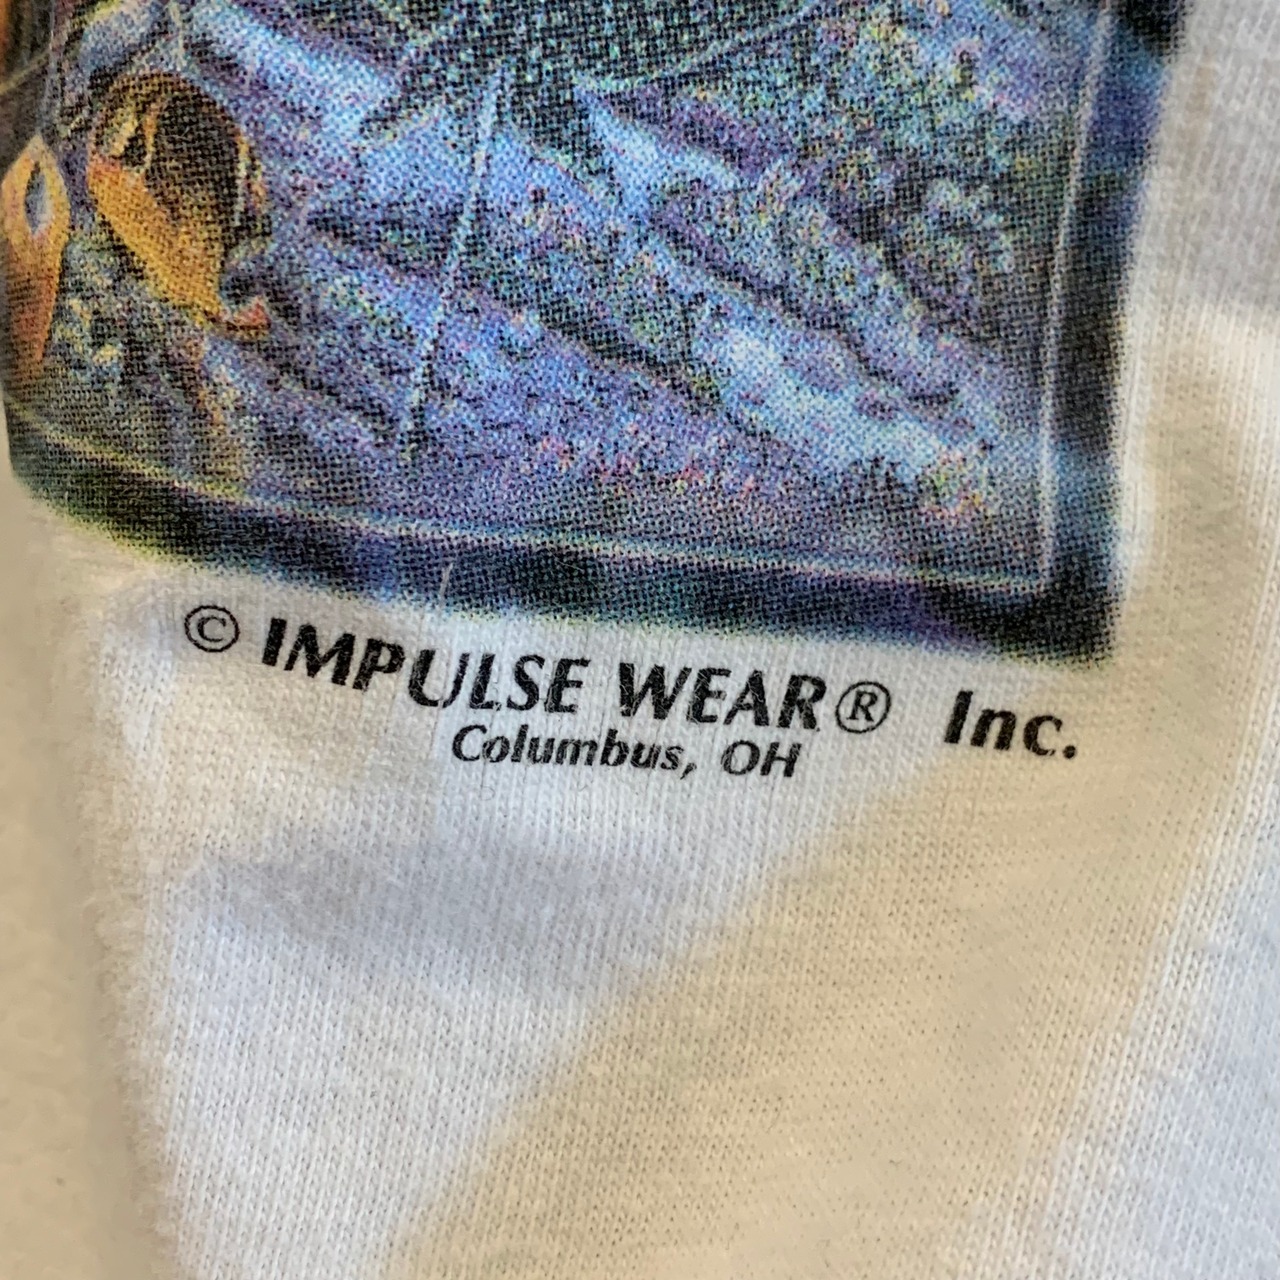 © IMPULSE WEAR® Inc.
Columbus, OH